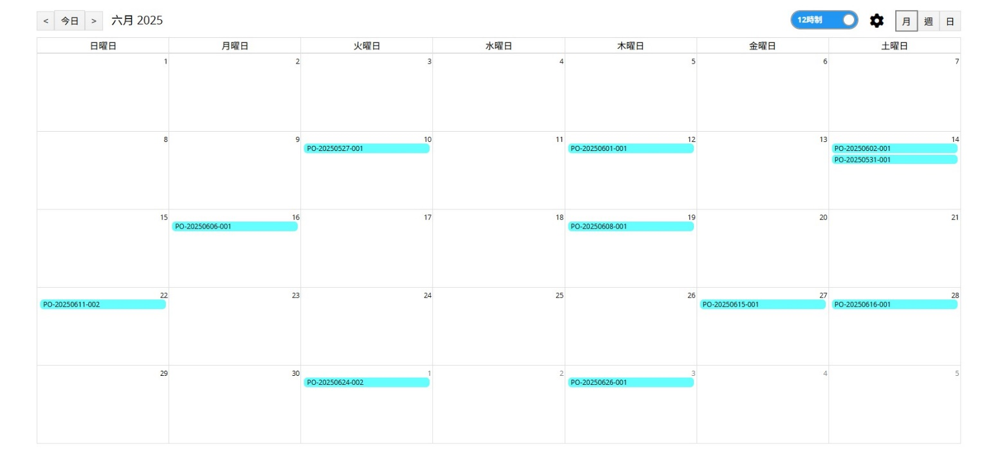 < 今日 > 六月 2025 12時制 月 週 日
日曜日 月曜日 火曜日 水曜日 木曜日 金曜日 土曜日
1 2 3 4 5 6 7
8 9 10 11 12 13 14
PO-20250527-001 PO-20250601-001 PO-20250602-001
PO-20250531-001
15 16 17 18 19 20 21
PO-20250606-001 PO-20250608-001
22 23 24 25 26 27 28
PO-20250611-002 PO-20250615-001 PO-20250616-001
29 30 1 2 3 4 5
PO-20250624-002 PO-20250626-001